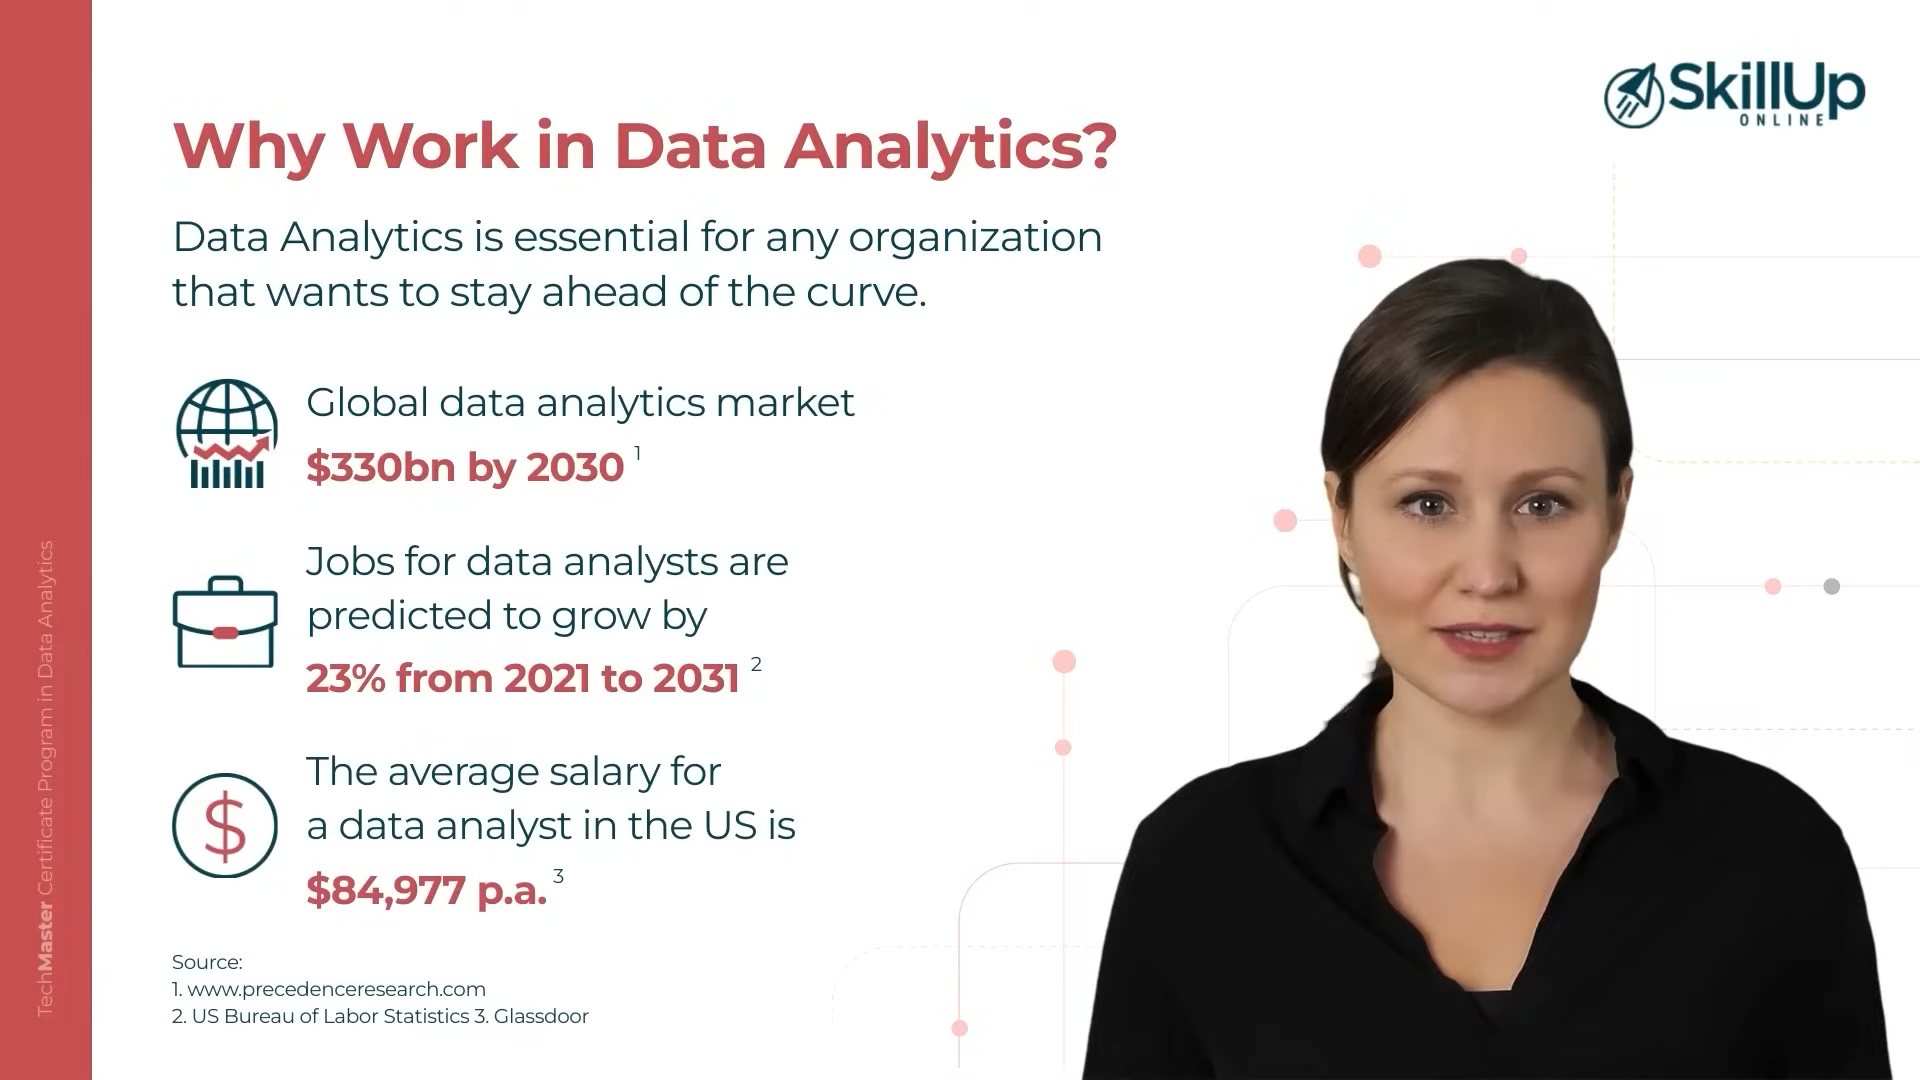 SkillUp
ONLINE
Why Work in Data Analytics?
Data Analytics is essential for any organization
that wants to stay ahead of the curve.
Global data analytics market
$330bn by 2030 1
Jobs for data analysts are
predicted to grow by
23% from 2021 to 2031 2
The average salary for
a data analyst in the US is
$84,977 p.a. 3
Source:
1. www.precedenceresearch.com
2. US Bureau of Labor Statistics 3. Glassdoor
TechMaster Certificate Program in Data Analytics